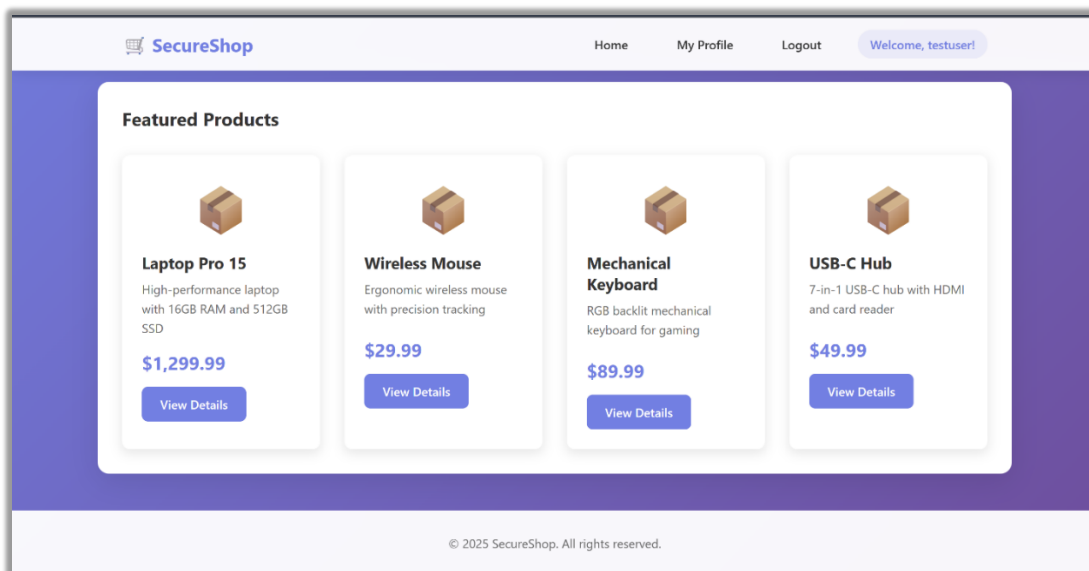 SecureShop
Home
My Profile
Logout
Welcome, testuser!
Featured Products
Laptop Pro 15
High-performance laptop
with 16GB RAM and 512GB
SSD
$1,299.99
View Details
Wireless Mouse
Ergonomic wireless mouse
with precision tracking
$29.99
View Details
Mechanical
Keyboard
RGB backlit mechanical
keyboard for gaming
$89.99
View Details
USB-C Hub
7-in-1 USB-C hub with HDMI
and card reader
$49.99
View Details
© 2025 SecureShop. All rights reserved.